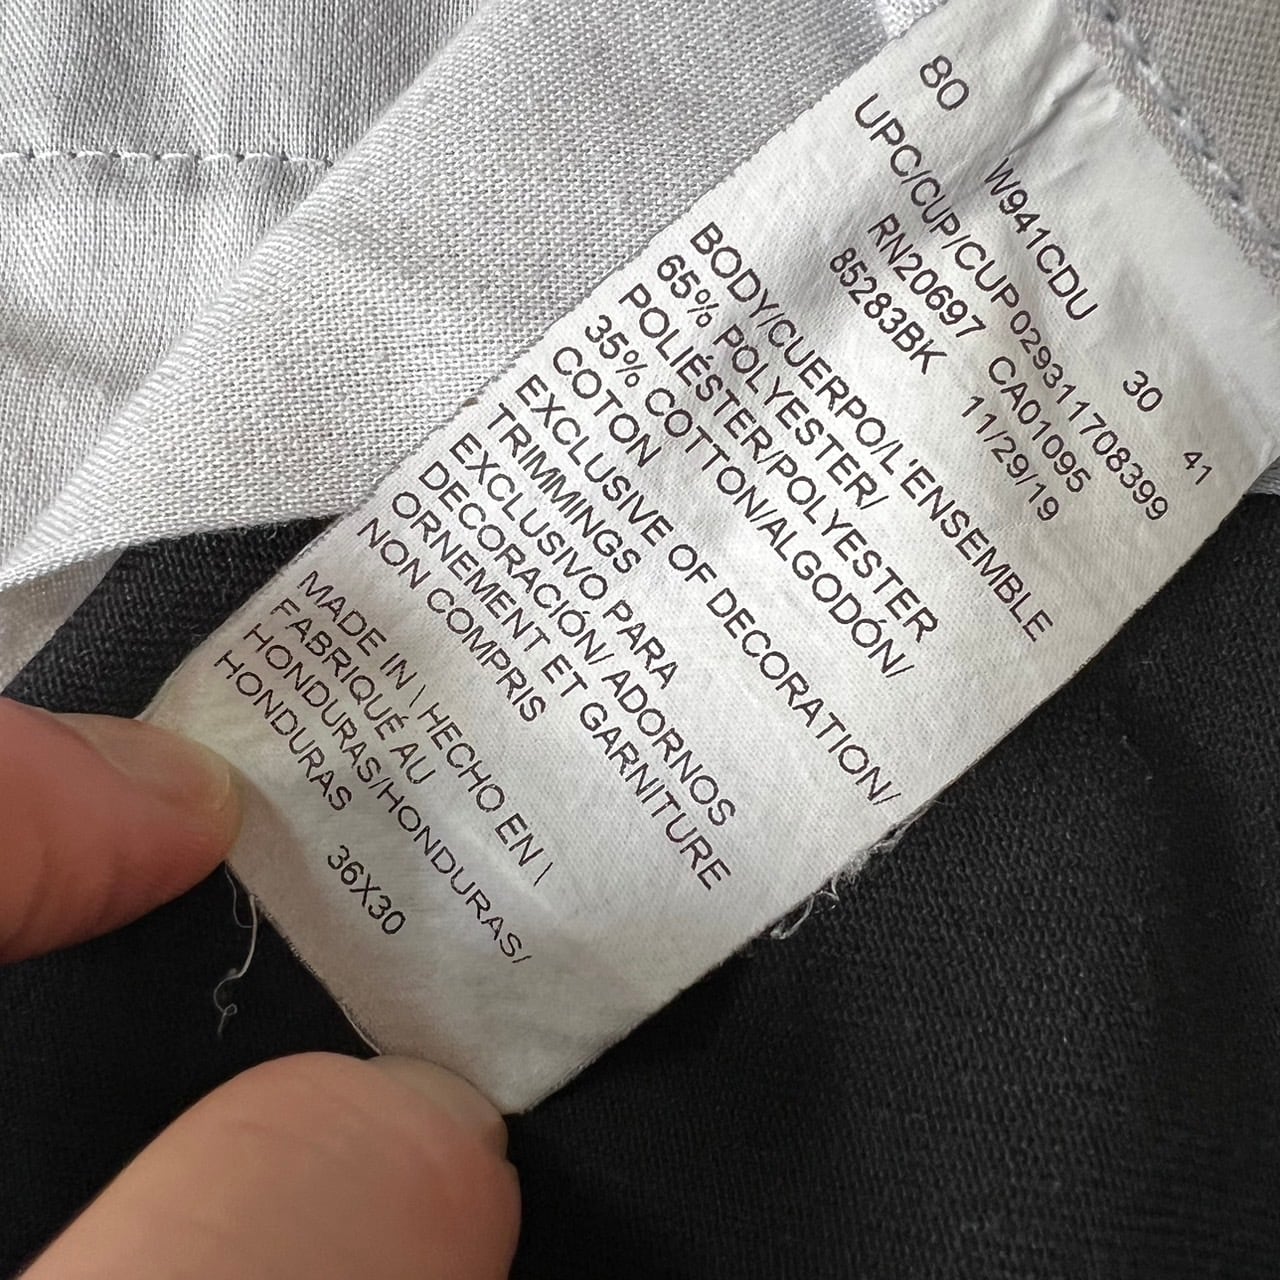 80 W941CDU 30 41
UPC/CUP/CUP029311708399
RN20697 CA01095
85283BK 11/29/19
BODY/CUERPO/L'ENSEMBLE
65% POLYESTER/
POLIÉSTER/POLYESTER
35% COTTON/ALGODÓN/
COTON
EXCLUSIVE OF DECORATION/
TRIMMINGS
EXCLUSIVO PARA
DECORACIÓN/ ADORNOS
ORNEMENT ET GARNITURE
NON COMPRIS
MADE IN \ HECHO EN \
FABRIQUÉ AU
HONDURAS/HONDURAS/
HONDURAS
36X30